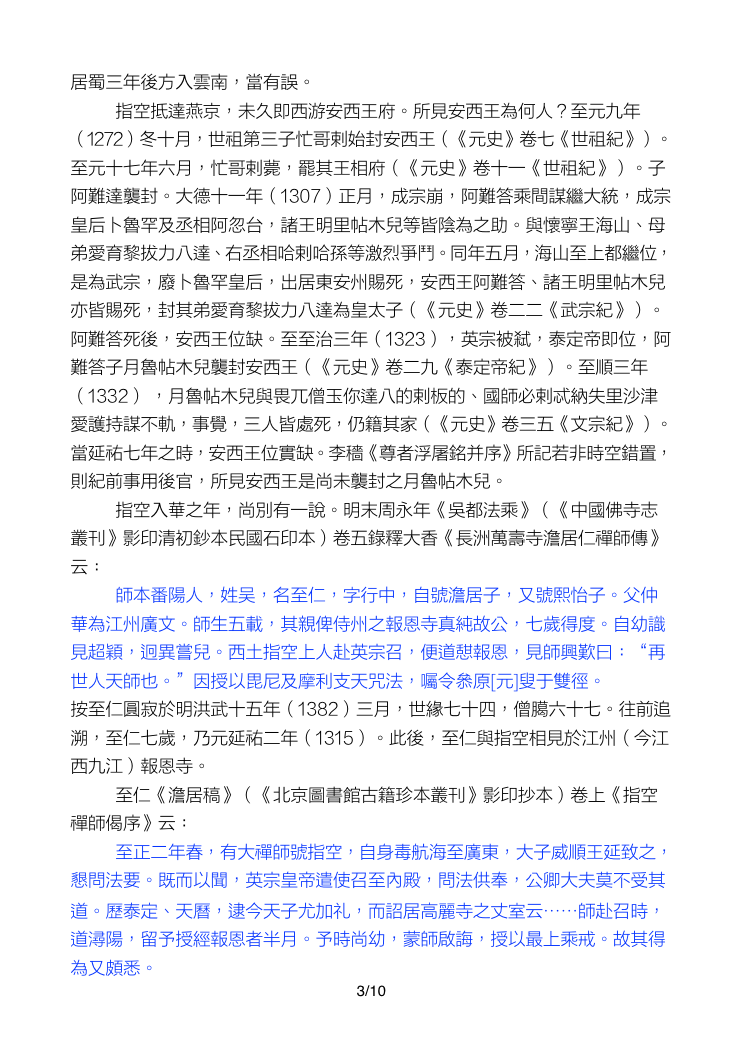 居蜀三年後方入雲南，當有誤。
指空抵達燕京，未久即西游安西王府。所見安西王為何人？至元九年
（1272）冬十月，世祖第三子忙哥剌始封安西王（《元史》卷七《世祖紀》）。
至元十七年六月，忙哥剌薨，罷其王相府（《元史》卷十一《世祖紀》）。子
阿難達襲封。大德十一年（1307）正月，成宗崩，阿難答乘間謀繼大統，成宗
皇后卜魯罕及丞相阿忽台，諸王明里帖木兒等皆陰為之助。與懷寧王海山、母
弟愛育黎拔力八達、右丞相哈剌哈孫等激烈爭鬥。同年五月，海山至上都繼位，
是為武宗，廢卜魯罕皇后，出居東安州賜死，安西王阿難答、諸王明里帖木兒
亦皆賜死，封其弟愛育黎拔力八達為皇太子（《元史》卷二二《武宗紀》）。
阿難答死後，安西王位缺。至至治三年（1323），英宗被弒，泰定帝即位，阿
難答子月魯帖木兒襲封安西王（《元史》卷二九《泰定帝紀》）。至順三年
（1332），月魯帖木兒與畏兀僧玉你達八的剌板的、國師必剌忒納失里沙津
愛護持謀不軌，事覺，三人皆處死，仍籍其家（《元史》卷三五《文宗紀》）。
當延祐七年之時，安西王位實缺。李穡《尊者浮屠銘并序》所記若非時空錯置，
則紀前事用後官，所見安西王是尚未襲封之月魯帖木兒。
指空入華之年，尚別有一說。明末周永年《吳都法乘》（《中國佛寺志
叢刊》影印清初鈔本民國石印本）卷五錄釋大香《長洲萬壽寺澹居仁禪師傳》
云：
師本番陽人，姓吴，名至仁，字行中，自號澹居子，又號熙怡子。父仲
華為江州廣文。師生五載，其親俾侍州之報恩寺真純故公，七歲得度。自幼識
見超穎，迥異嘗兒。西土指空上人赴英宗召，便道憇報恩，見師興歎曰：“再
世人天師也。”因授以毘尼及摩利支天咒法，囑令叅原[元]叟于雙徑。
按至仁圓寂於明洪武十五年（1382）三月，世緣七十四，僧臈六十七。往前追
溯，至仁七歲，乃元延祐二年（1315）。此後，至仁與指空相見於江州（今江
西九江）報恩寺。
至仁《澹居稿》（《北京圖書館古籍珍本叢刊》影印抄本）卷上《指空
禪師偈序》云：
至正二年春，有大禪師號指空，自身毒航海至廣東，大子威順王延致之，
懇問法要。既而以聞，英宗皇帝遣使召至內殿，問法供奉，公卿大夫莫不受其
道。歷泰定、天曆，逮今天子尤加礼，而詔居高麗寺之丈室云⋯⋯師赴召時，
道潯陽，留予授經報恩者半月。予時尚幼，蒙師啟誨，授以最上乘戒。故其得
為又頗悉。
3/10